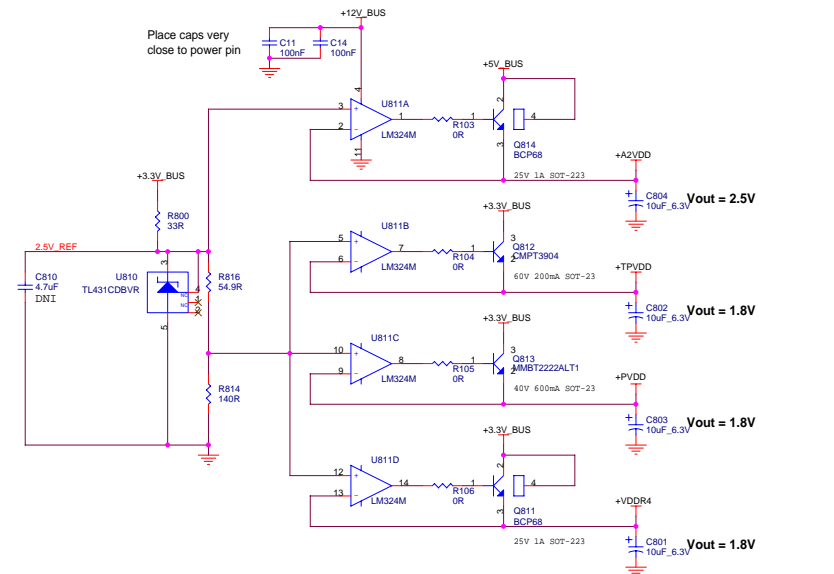 +12V_BUS
Place caps very
close to power pin
C11
100nF
C14
100nF
+5V_BUS
4
U811A
3
+
1
2
-
LM324M
11
R103
0R
1
2
4
3
Q814
BCP68
25V 1A SOT-223
+A2VDD
+
C804
10uF_6.3V
Vout = 2.5V
+3.3V_BUS
R800
33R
2.5V_REF
C810
4.7uF
DNI
U810
TL431CDBVR
3
4
NC
1
NC
2
5
R816
54.9R
R814
140R
+3.3V_BUS
U811B
5
+
7
6
-
LM324M
R104
0R
1
3
2
Q812
CMPT3904
60V 200mA SOT-23
+TPVDD
+
C802
10uF_6.3V
Vout = 1.8V
+3.3V_BUS
U811C
10
+
8
9
-
LM324M
R105
0R
1
3
2
Q813
MMBT2222ALT1
40V 600mA SOT-23
+PVDD
+
C803
10uF_6.3V
Vout = 1.8V
+3.3V_BUS
U811D
12
+
14
13
-
LM324M
R106
0R
1
2
4
3
Q811
BCP68
25V 1A SOT-223
+VDDR4
+
C801
10uF_6.3V
Vout = 1.8V